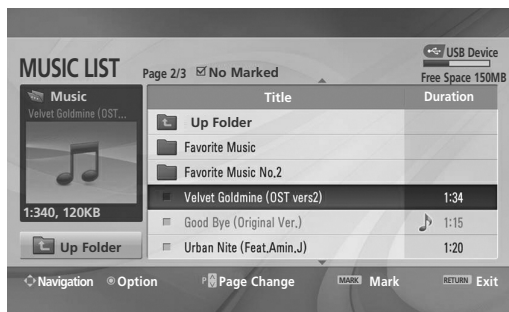 USB Device
MUSIC LIST Page 2/3 No Marked Free Space 150MB
Music Title Duration
Velvet Goldmine (OST...
Up Folder
Favorite Music
Favorite Music No.2
Velvet Goldmine (OST vers2) 1:34
1:340, 120KB Good Bye (Original Ver.) 1:15
Up Folder Urban Nite (Feat.Amin.J) 1:20
Navigation Option P Page Change MARK Mark RETURN Exit